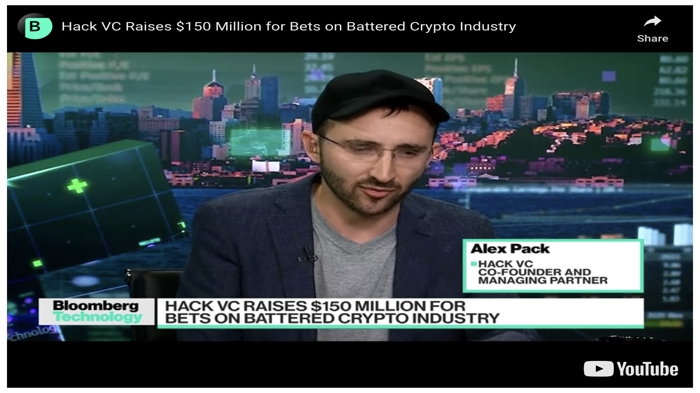 B
Hack VC Raises $150 Million for Bets on Battered Crypto Industry
Share
Alex Pack
HACK VC
CO-FOUNDER AND
MANAGING PARTNER
Bloomberg
Technology
HACK VC RAISES $150 MILLION FOR
BETS ON BATTERED CRYPTO INDUSTRY
YouTube